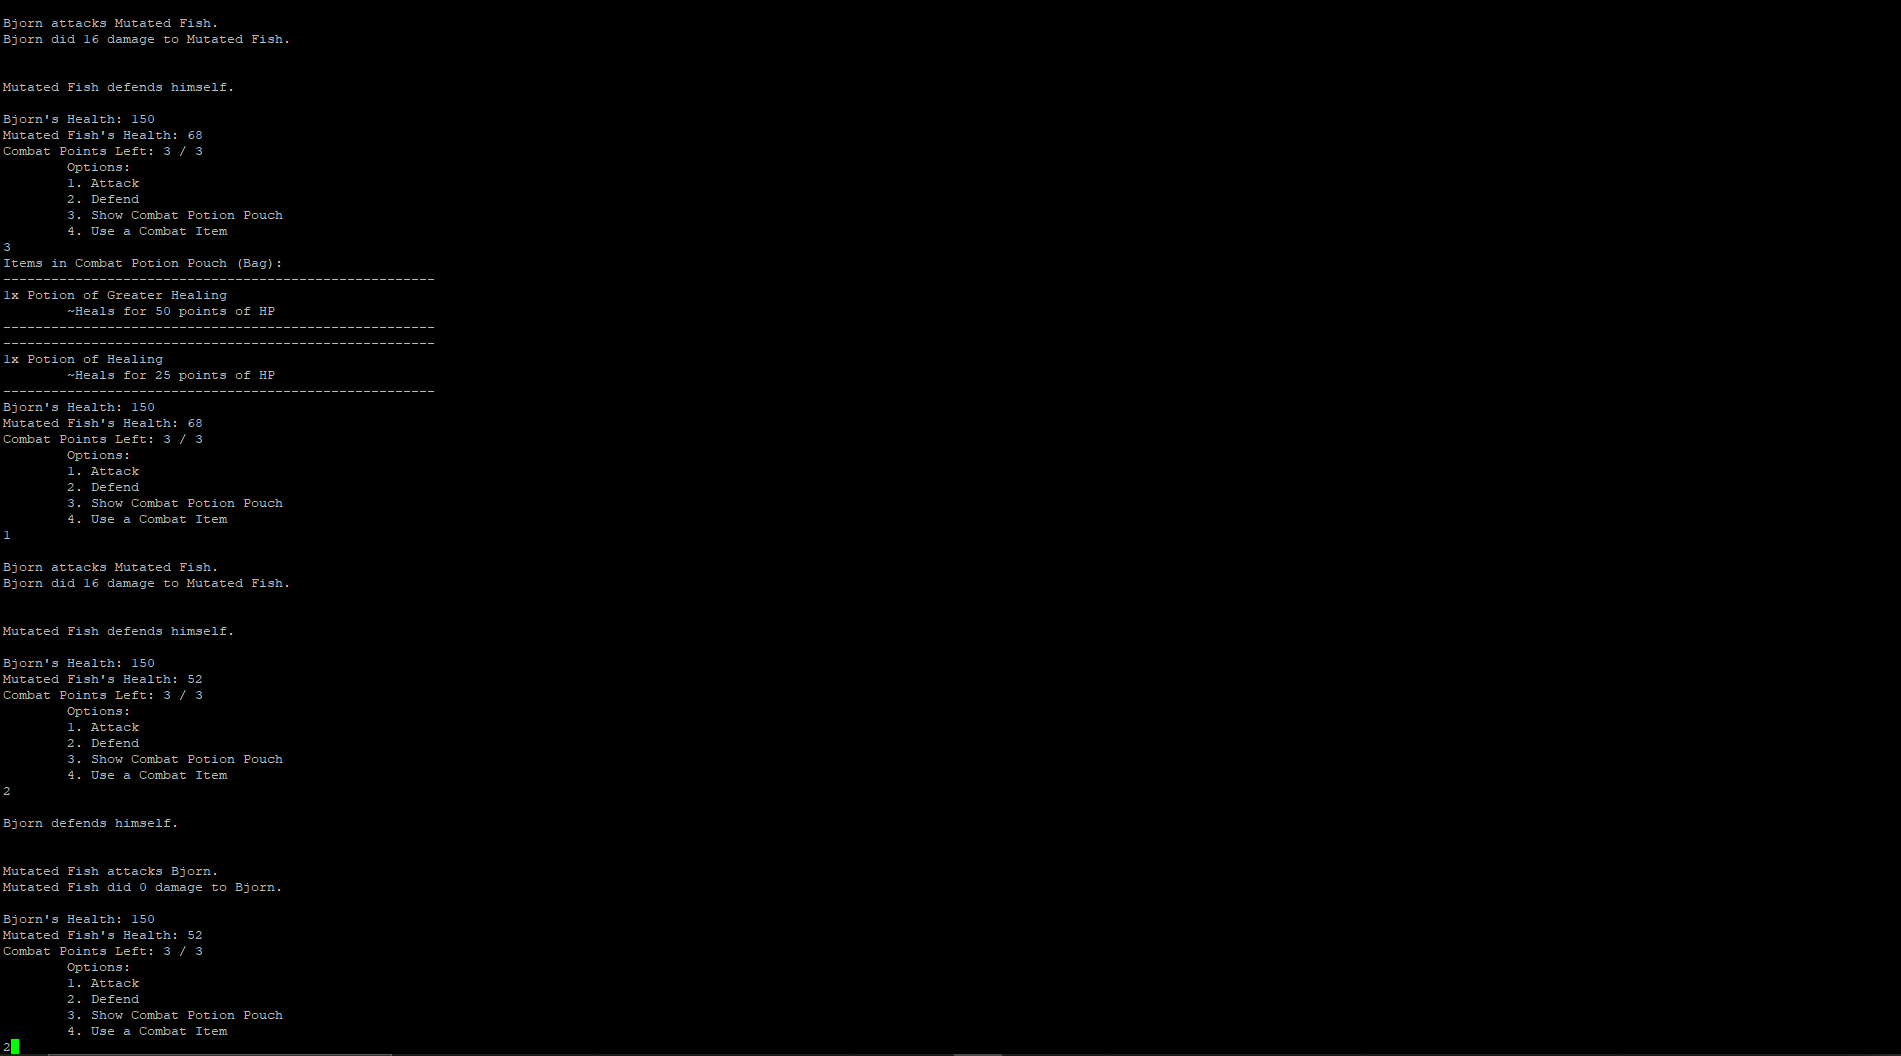 Bjorn attacks Mutated Fish.
Bjorn did 16 damage to Mutated Fish.
Mutated Fish defends himself.
Bjorn's Health: 150
Mutated Fish's Health: 68
Combat Points Left: 3 / 3
Options:
1. Attack
2. Defend
3. Show Combat Potion Pouch
4. Use a Combat Item
3
Items in Combat Potion Pouch (Bag):
------------------------------------------------------
1x Potion of Greater Healing
~Heals for 50 points of HP
------------------------------------------------------
------------------------------------------------------
1x Potion of Healing
~Heals for 25 points of HP
------------------------------------------------------
Bjorn's Health: 150
Mutated Fish's Health: 68
Combat Points Left: 3 / 3
Options:
1. Attack
2. Defend
3. Show Combat Potion Pouch
4. Use a Combat Item
1
Bjorn attacks Mutated Fish.
Bjorn did 16 damage to Mutated Fish.
Mutated Fish defends himself.
Bjorn's Health: 150
Mutated Fish's Health: 52
Combat Points Left: 3 / 3
Options:
1. Attack
2. Defend
3. Show Combat Potion Pouch
4. Use a Combat Item
2
Bjorn defends himself.
Mutated Fish attacks Bjorn.
Mutated Fish did 0 damage to Bjorn.
Bjorn's Health: 150
Mutated Fish's Health: 52
Combat Points Left: 3 / 3
Options:
1. Attack
2. Defend
3. Show Combat Potion Pouch
4. Use a Combat Item
2